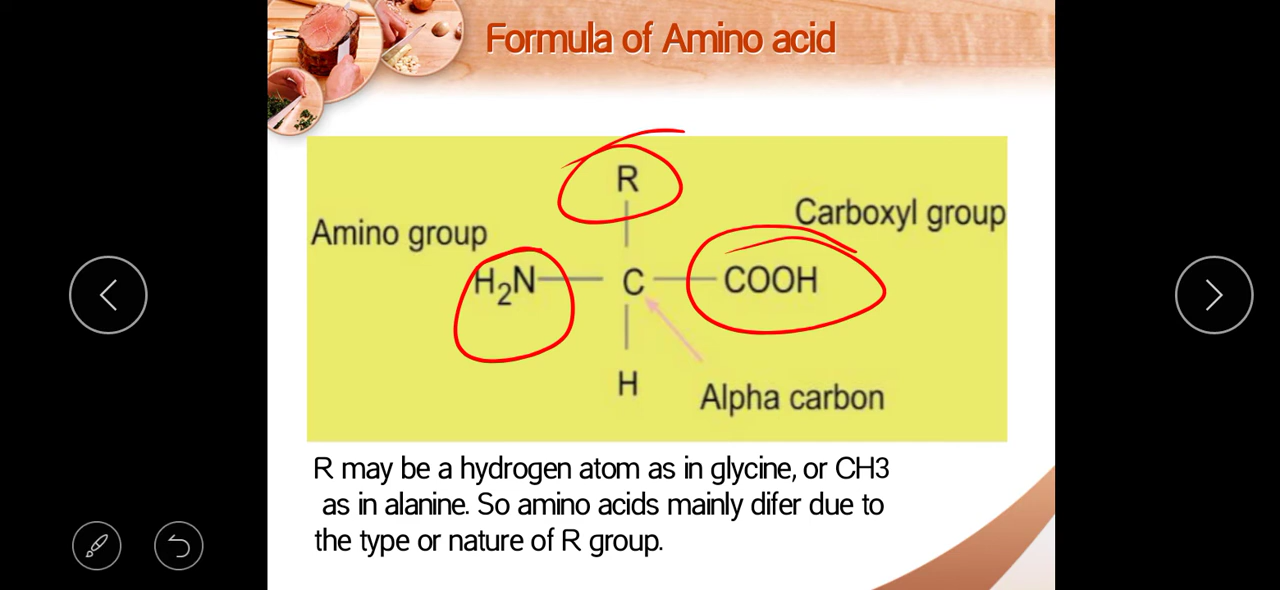 Formula of Amino acid
R
Carboxyl group
Amino group
H₂N C COOH
H
Alpha carbon
R may be a hydrogen atom as in glycine, or CH3
as in alanine. So amino acids mainly difer due to
the type or nature of R group.